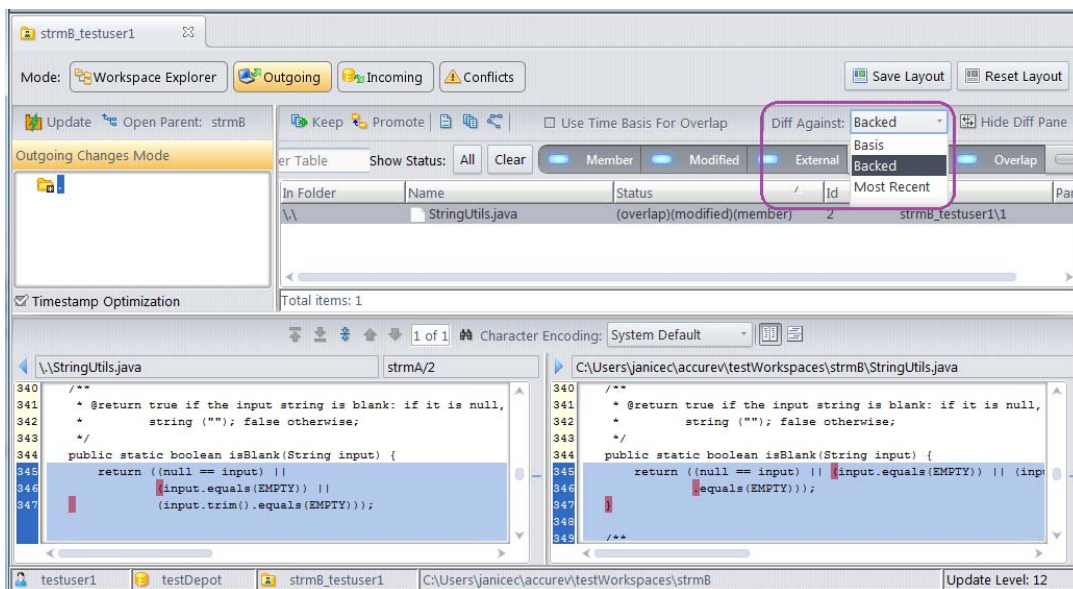 strmB_testuser1
Mode: Workspace Explorer Outgoing Incoming Conflicts Save Layout Reset Layout
Update Open Parent: strmB Keep Promote Use Time Basis For Overlap Diff Against: Backed Hide Diff Pane
Outgoing Changes Mode
er Table Show Status: All Clear Member Modified External Overlap
Basis
Backed
Most Recent
In Folder Name Status Id Par
\.\ StringUtils.java (overlap)(modified)(member) 2 strmB_testuser1\1
Timestamp Optimization Total items: 1
1 of 1 Character Encoding: System Default
\.\StringUtils.java strmA/2
340 /**
341 * @return true if the input string is blank: if it is null,
342 * string (""); false otherwise;
343 */
344 public static boolean isBlank(String input) {
345 return ((null == input) ||
346 (input.equals(EMPTY)) ||
347 (input.trim().equals(EMPTY)));
C:\Users\janicec\accurev\testWorkspaces\strmB\StringUtils.java
340 /**
341 * @return true if the input string is blank: if it is null,
342 * string (""); false otherwise;
343 */
344 public static boolean isBlank(String input) {
345 return ((null == input) || (input.equals(EMPTY)) || (inp
346 .equals(EMPTY)));
347 }
348
349 /**
testuser1 testDepot strmB_testuser1 C:\Users\janicec\accurev\testWorkspaces\strmB Update Level: 12